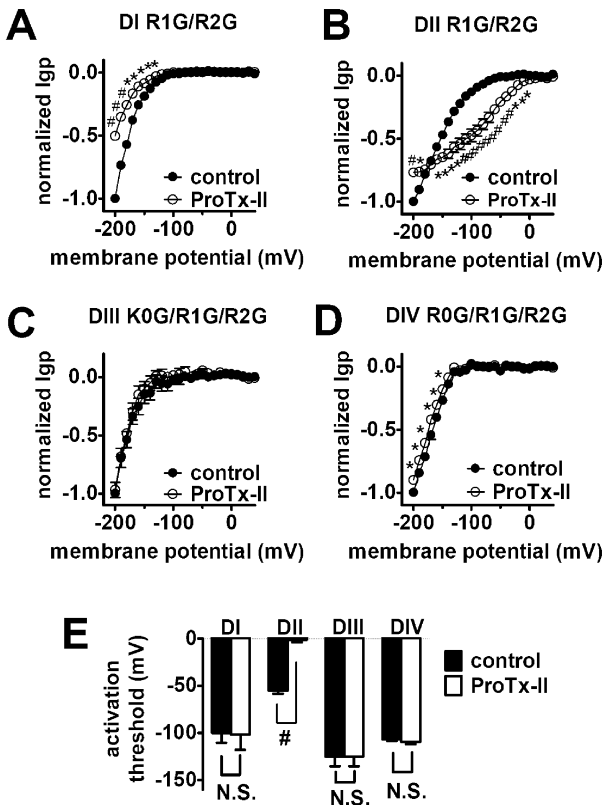 A
DI R1G/R2G
normalized Igp
0.0
-0.5
-1.0
# # # * * * * *
control
ProTx-II
-200 -100 0
membrane potential (mV)
B
DII R1G/R2G
normalized Igp
0.0
-0.5
-1.0
# *
control
ProTx-II
-200 -100 0
membrane potential (mV)
C
DIII K0G/R1G/R2G
normalized Igp
0.0
-0.5
-1.0
control
ProTx-II
-200 -100 0
membrane potential (mV)
D
DIV R0G/R1G/R2G
normalized Igp
0.0
-0.5
-1.0
* * * * * *
control
ProTx-II
-200 -100 0
membrane potential (mV)
E
DI DII DIII DIV
activation
threshold (mV)
0
-50
-100
-150
N.S.
#
N.S.
N.S.
control
ProTx-II